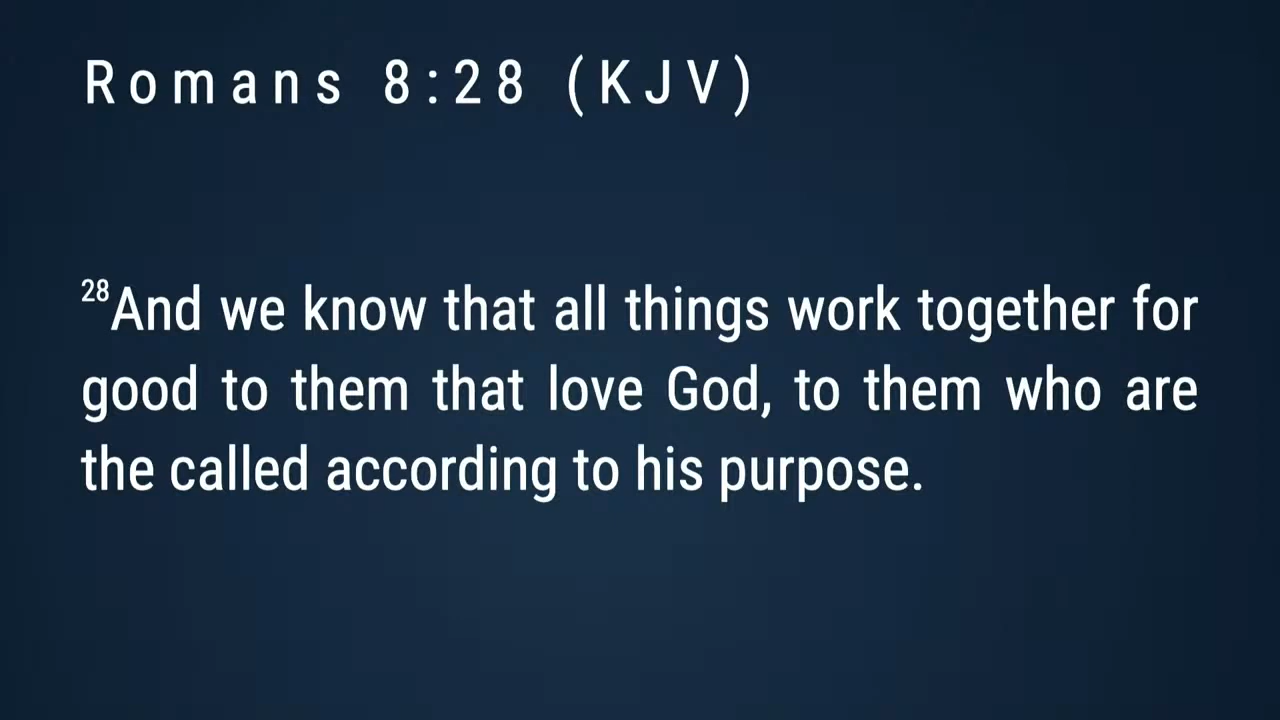 Romans 8:28 (KJV)
28And we know that all things work together for
good to them that love God, to them who are
the called according to his purpose.